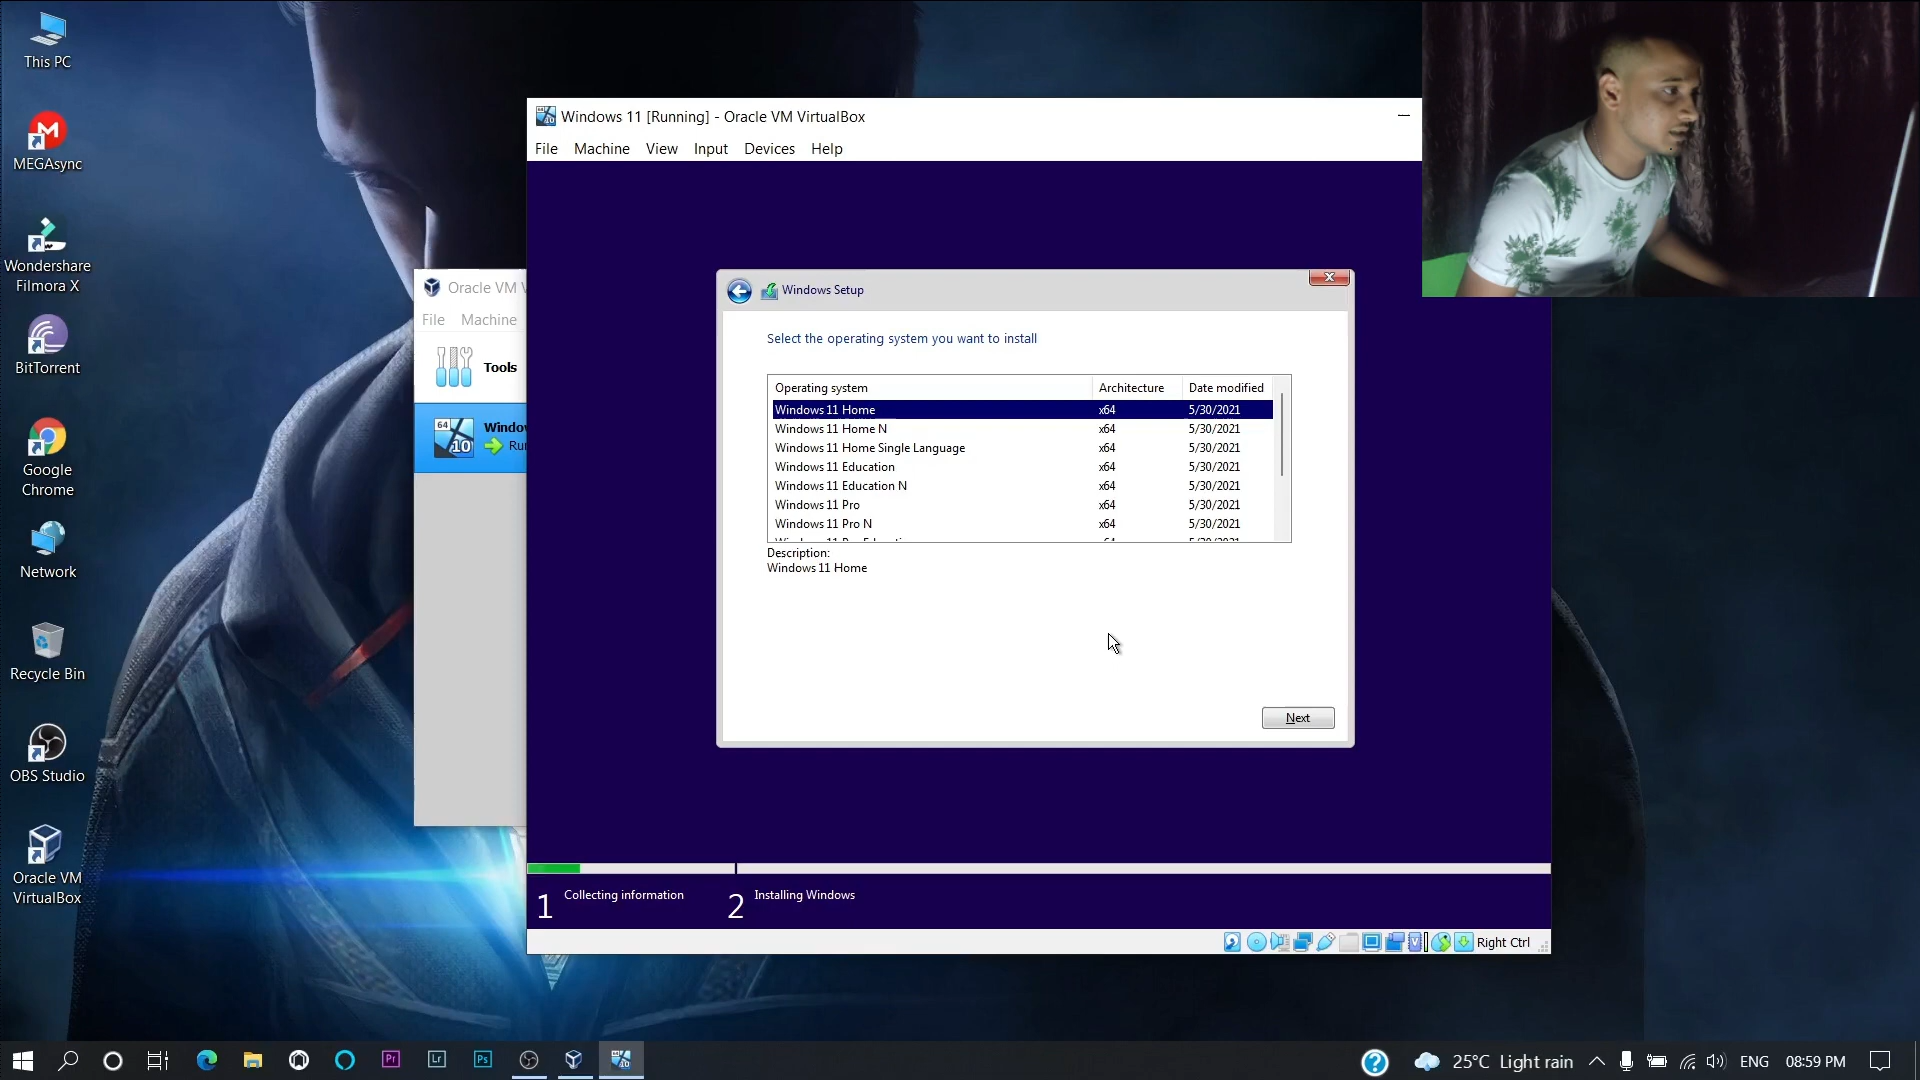 This PC
MEGAsync
Wondershare
Filmora X
BitTorrent
Google
Chrome
Network
Recycle Bin
OBS Studio
Oracle VM
VirtualBox
Oracle VM
File Machine
Tools
64
10
Windows 11 [Running] - Oracle VM VirtualBox
File Machine View Input Devices Help
Windows Setup
Select the operating system you want to install
Operating system Architecture Date modified
Windows 11 Home x64 5/30/2021
Windows 11 Home N x64 5/30/2021
Windows 11 Home Single Language x64 5/30/2021
Windows 11 Education x64 5/30/2021
Windows 11 Education N x64 5/30/2021
Windows 11 Pro x64 5/30/2021
Windows 11 Pro N x64 5/30/2021
Description:
Windows 11 Home
Next
1 Collecting information 2 Installing Windows
Right Ctrl
Pr Lr Ps
25°C Light rain ENG 08:59 PM